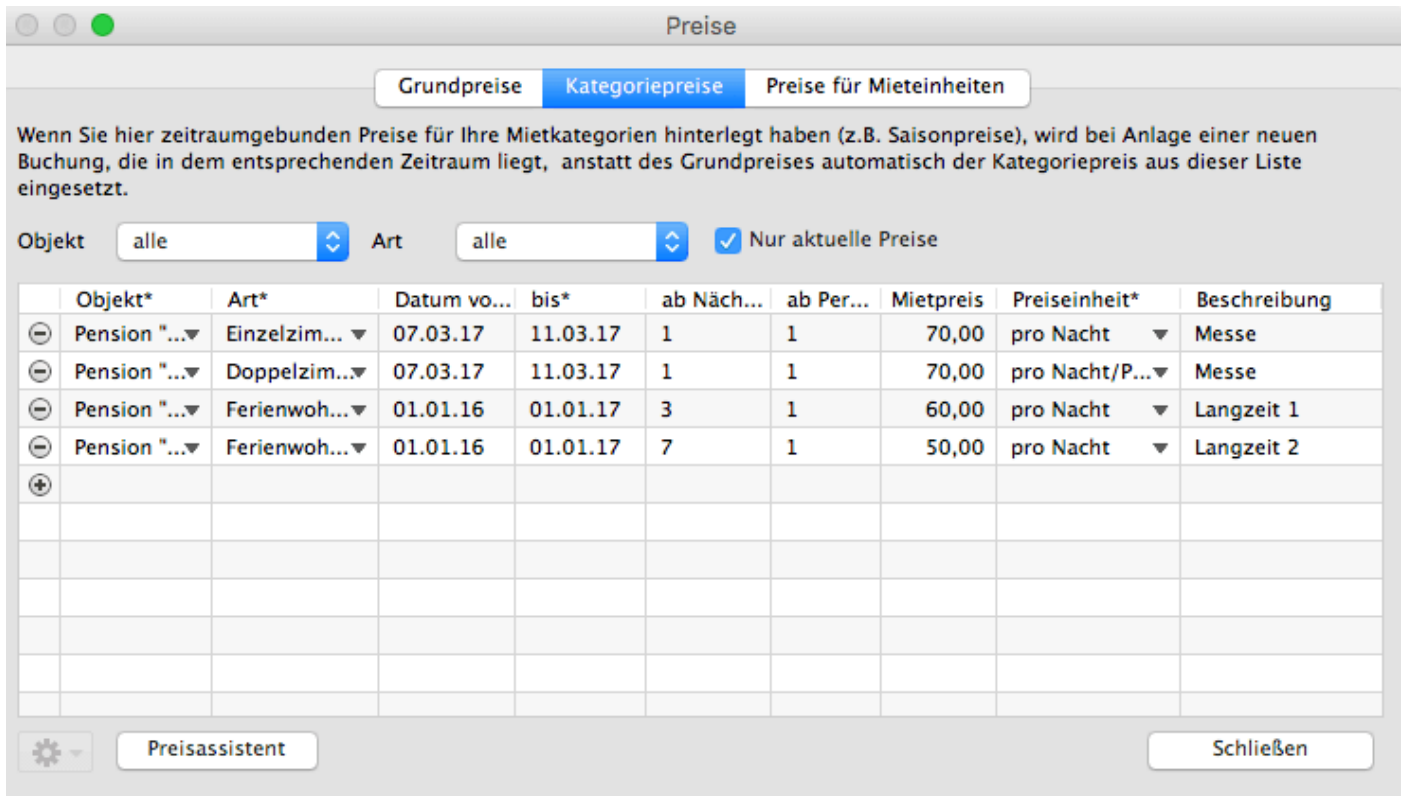 Preise
Grundpreise Kategoriepreise Preise für Mieteinheiten
Wenn Sie hier zeitraumgebunden Preise für Ihre Mietkategorien hinterlegt haben (z.B. Saisonpreise), wird bei Anlage einer neuen
Buchung, die in dem entsprechenden Zeitraum liegt, anstatt des Grundpreises automatisch der Kategoriepreis aus dieser Liste
eingesetzt.
Objekt alle Art alle Nur aktuelle Preise
Objekt* Art* Datum vo... bis* ab Näch... ab Per... Mietpreis Preiseinheit* Beschreibung
Pension "... Einzelzim... 07.03.17 11.03.17 1 1 70,00 pro Nacht Messe
Pension "... Doppelzim... 07.03.17 11.03.17 1 1 70,00 pro Nacht/P... Messe
Pension "... Ferienwoh... 01.01.16 01.01.17 3 1 60,00 pro Nacht Langzeit 1
Pension "... Ferienwoh... 01.01.16 01.01.17 7 1 50,00 pro Nacht Langzeit 2
Preisassistent Schließen